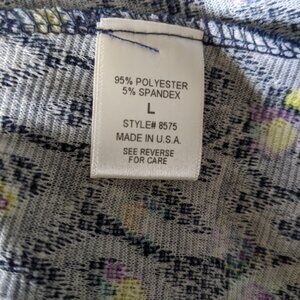 95% POLYESTER
5% SPANDEX
L
STYLE# 8575
MADE IN U.S.A.
SEE REVERSE
FOR CARE